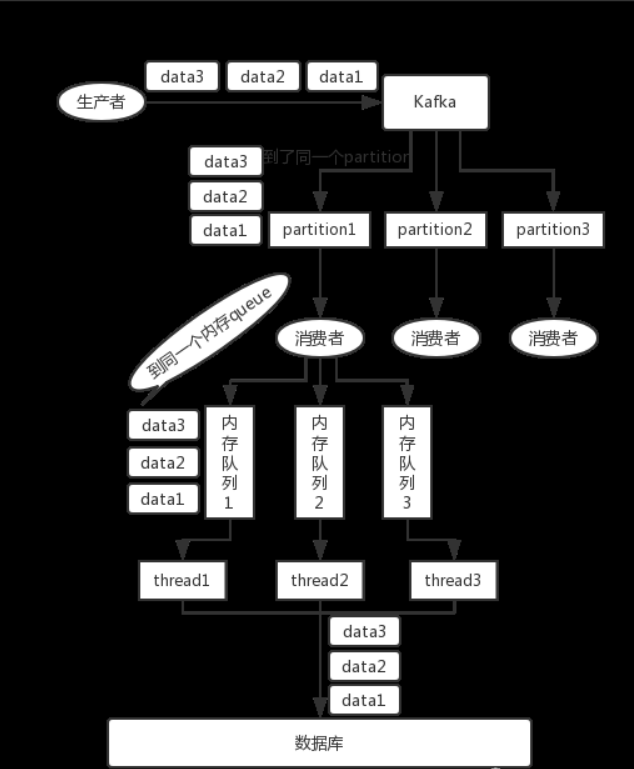 data3 data2 data1
生产者
Kafka
到了同一个partition
data3
data2
data1
partition1 partition2 partition3
到同一个内存queue
消费者 消费者 消费者
data3
data2
data1
内存队列1
内存队列2
内存队列3
thread1 thread2 thread3
data3
data2
data1
数据库